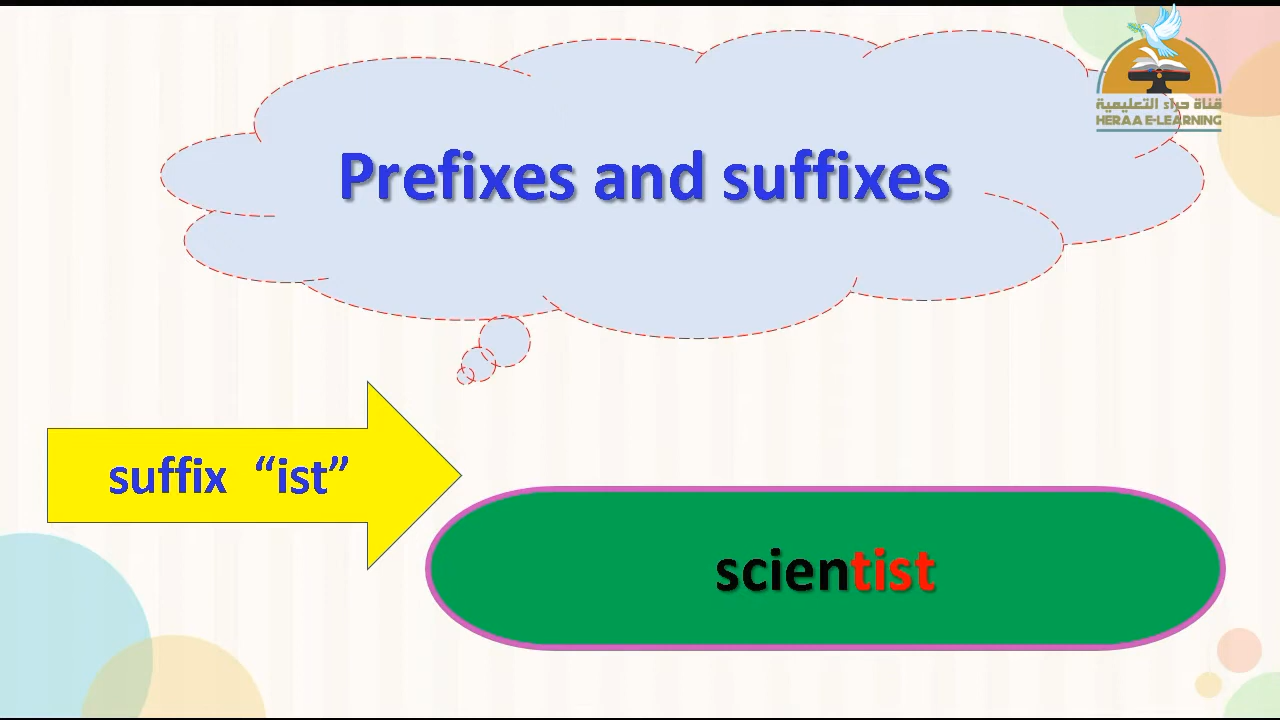 قناة حراء التعليمية
HERAA E-LEARNING
Prefixes and suffixes
suffix “ist”
scientist